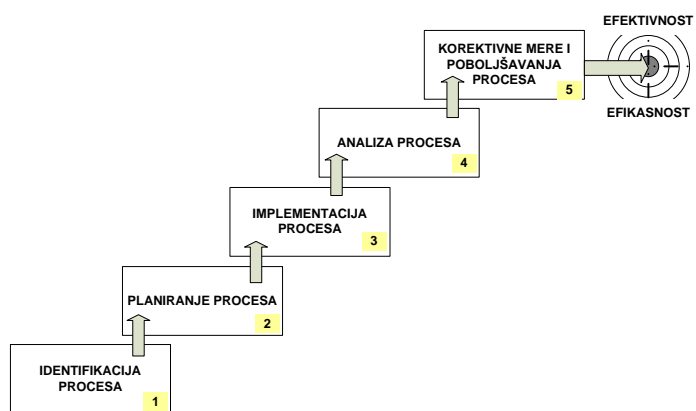 EFEKTIVNOST
KOREKTIVNE MERE I
POBOLJŠAVANJA
PROCESA
5
EFIKASNOST
ANALIZA PROCESA
4
IMPLEMENTACIJA
PROCESA
3
PLANIRANJE PROCESA
2
IDENTIFIKACIJA
PROCESA
1